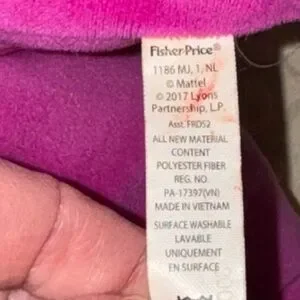 Fisher-Price®
1186 MJ, 1, NL
© Mattel
© 2017 Lyons
Partnership, L.P.
Asst. FRD52
ALL NEW MATERIAL
CONTENT
POLYESTER FIBER
REG. NO
PA-17397(VN)
MADE IN VIETNAM
SURFACE WASHABLE
LAVABLE
UNIQUEMENT
EN SURFACE